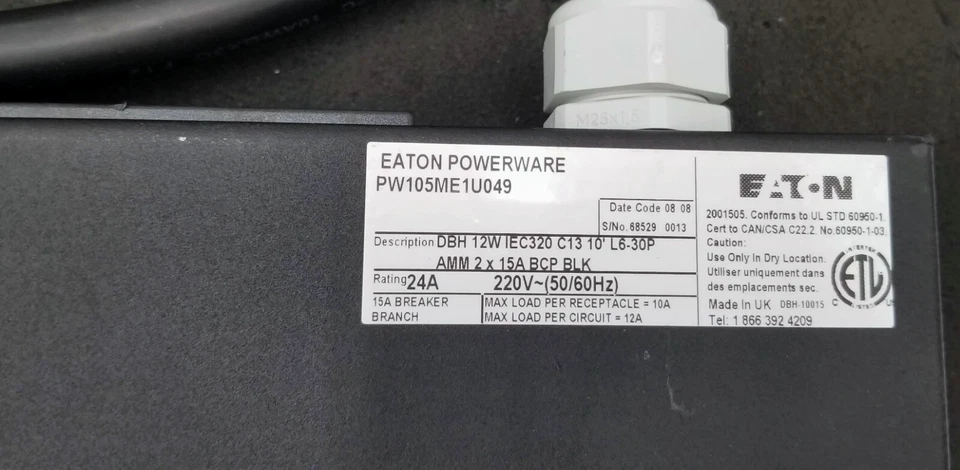 M25x1.5
EATON POWERWARE
PW105ME1U049
Date Code 08 08
S/No. 68529 0013
Description DBH 12W IEC320 C13 10' L6-30P
AMM 2 x 15A BCP BLK
Rating 24A 220V~(50/60Hz)
15A BREAKER
BRANCH
MAX LOAD PER RECEPTACLE = 10A
MAX LOAD PER CIRCUIT = 12A
EATON
2001505. Conforms to UL STD 60950-1.
Cert to CAN/CSA C22.2. No.60950-1-03.
Caution:
Use Only In Dry Location.
Utiliser uniquement dans
des emplacements sec.
Made in UK DBH-10015
Tel: 1 866 392 4209
INTERTEK
ETL
C LISTED US